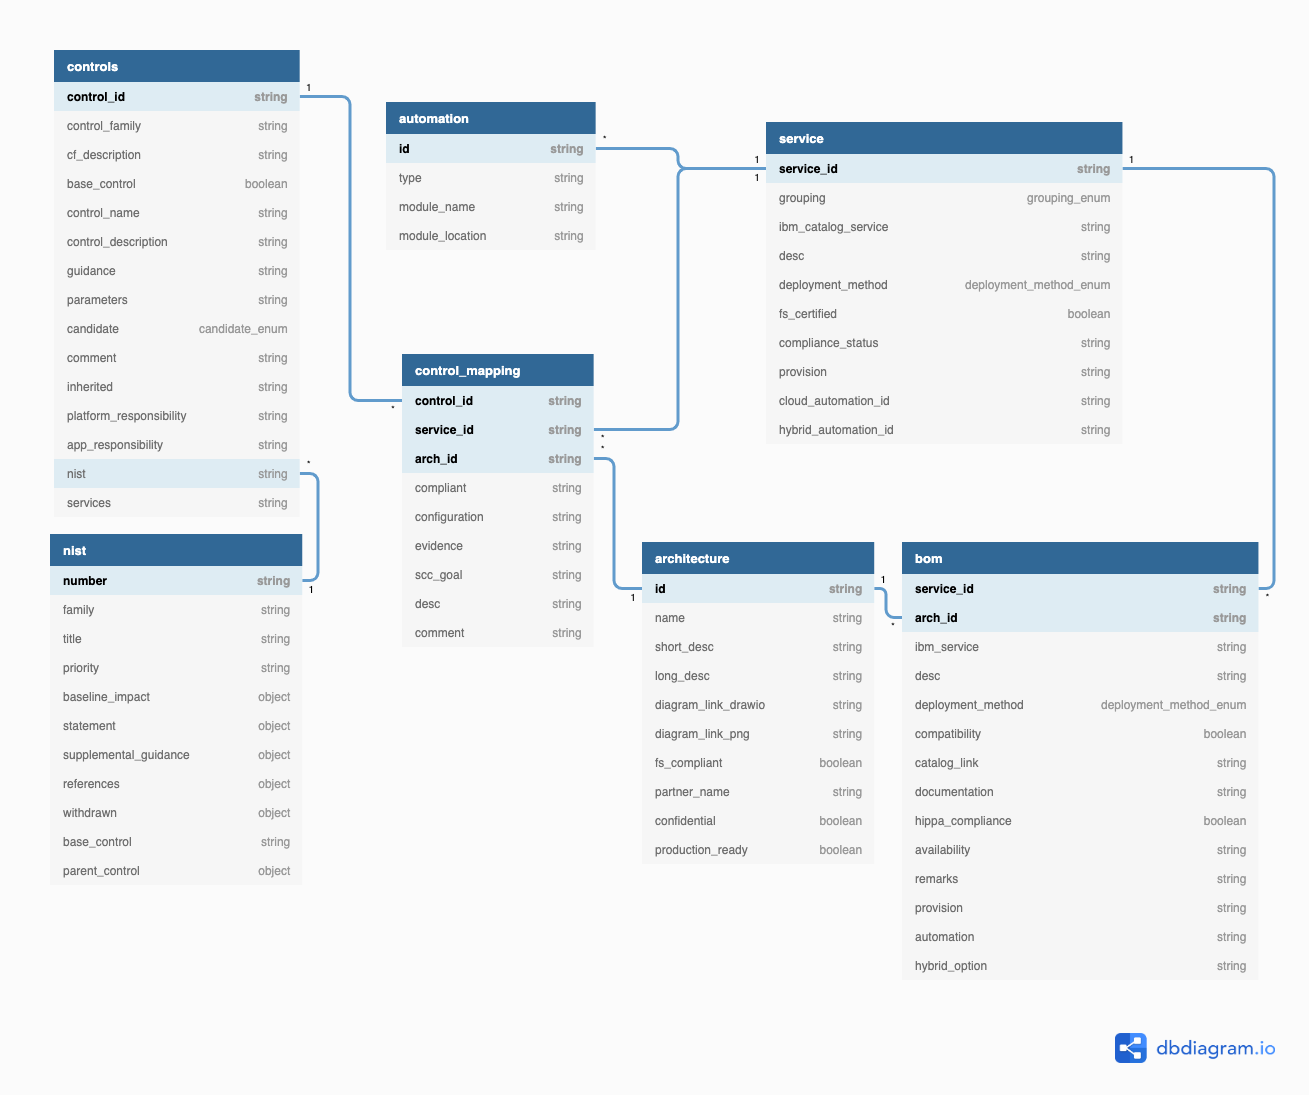 controls
control_id string
control_family string
cf_description string
base_control boolean
control_name string
control_description string
guidance string
parameters string
candidate candidate_enum
comment string
inherited string
platform_responsibility string
app_responsibility string
nist string
services string
1
*
nist
number string
family string
title string
priority string
baseline_impact object
statement object
supplemental_guidance object
references object
withdrawn object
base_control string
parent_control object
1
automation
id string
type string
module_name string
module_location string
*
control_mapping
control_id string
service_id string
arch_id string
compliant string
configuration string
evidence string
scc_goal string
desc string
comment string
*
*
*
service
service_id string
grouping grouping_enum
ibm_catalog_service string
desc string
deployment_method deployment_method_enum
fs_certified boolean
compliance_status string
provision string
cloud_automation_id string
hybrid_automation_id string
1
1
1
architecture
id string
name string
short_desc string
long_desc string
diagram_link_drawio string
diagram_link_png string
fs_compliant boolean
partner_name string
confidential boolean
production_ready boolean
1
1
bom
service_id string
arch_id string
ibm_service string
desc string
deployment_method deployment_method_enum
compatibility boolean
catalog_link string
documentation string
hippa_compliance boolean
availability string
remarks string
provision string
automation string
hybrid_option string
*
*
dbdiagram.io